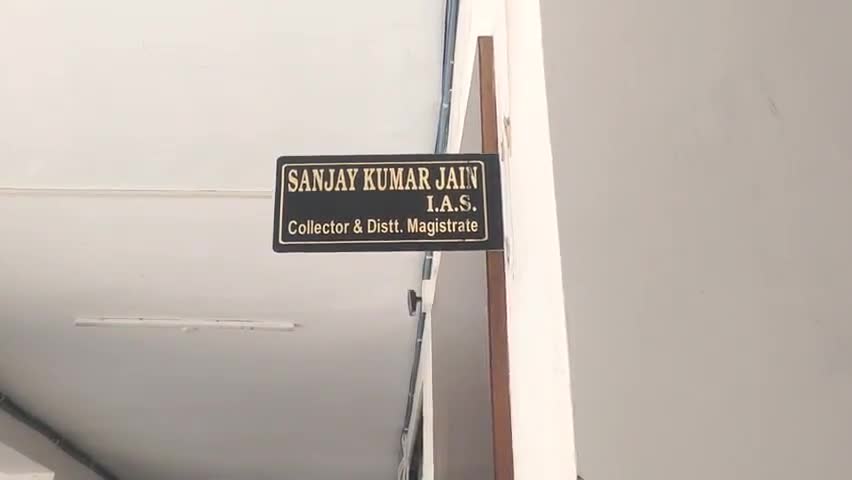 SANJAY KUMAR JAIN
I.A.S.
Collector & Distt. Magistrate